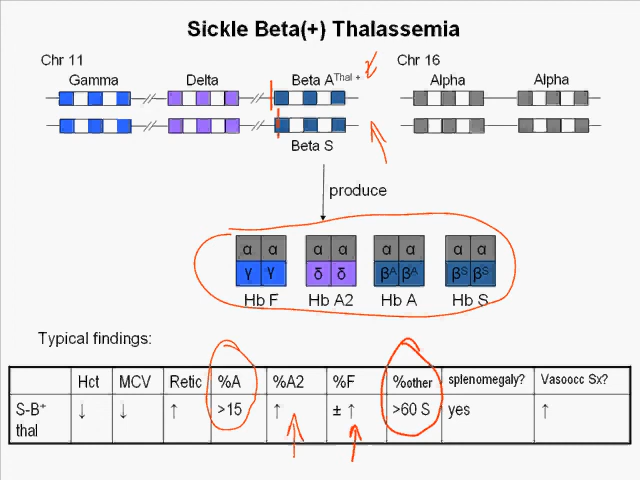 Sickle Beta(+) Thalassemia
Chr 11
Chr 16
Gamma
Delta
Beta A^Thal +
Alpha
Alpha
Beta S
produce
α α
γ γ
Hb F
α α
δ δ
Hb A2
α α
β^A β^A
Hb A
α α
β^S β^S
Hb S
Typical findings:
Hct MCV Retic %A %A2 %F %other splenomegaly? Vasoocc Sx?
S-B⁺ thal ↓ ↓ ↑ >15 ↑ ± ↑ >60 S yes ↑